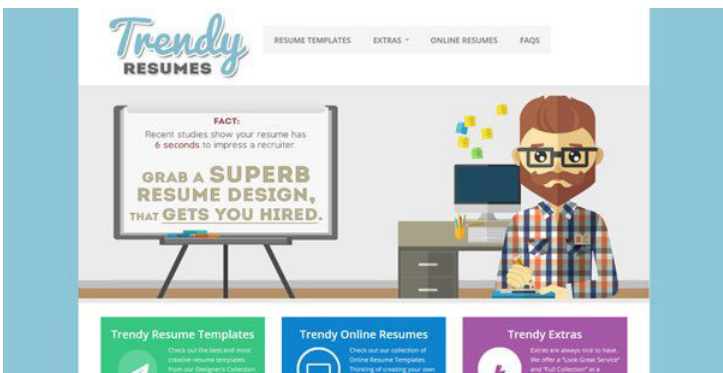 Trendy
RESUMES
RESUME TEMPLATES EXTRAS ONLINE RESUMES FAQS
FACT:
Recent studies show your resume has
6 seconds to impress a recruiter.
GRAB A SUPERB
RESUME DESIGN,
THAT GETS YOU HIRED.
Trendy Resume Templates
Check out the best and most
creative resume templates
from our Designer's Collection.
Trendy Online Resumes
Check out our collection of
Online Resume Templates.
Thinking of creating your own
Trendy Extras
Extras are always nice to have.
We offer a "Look Great Service"
and "Full Collection" at a